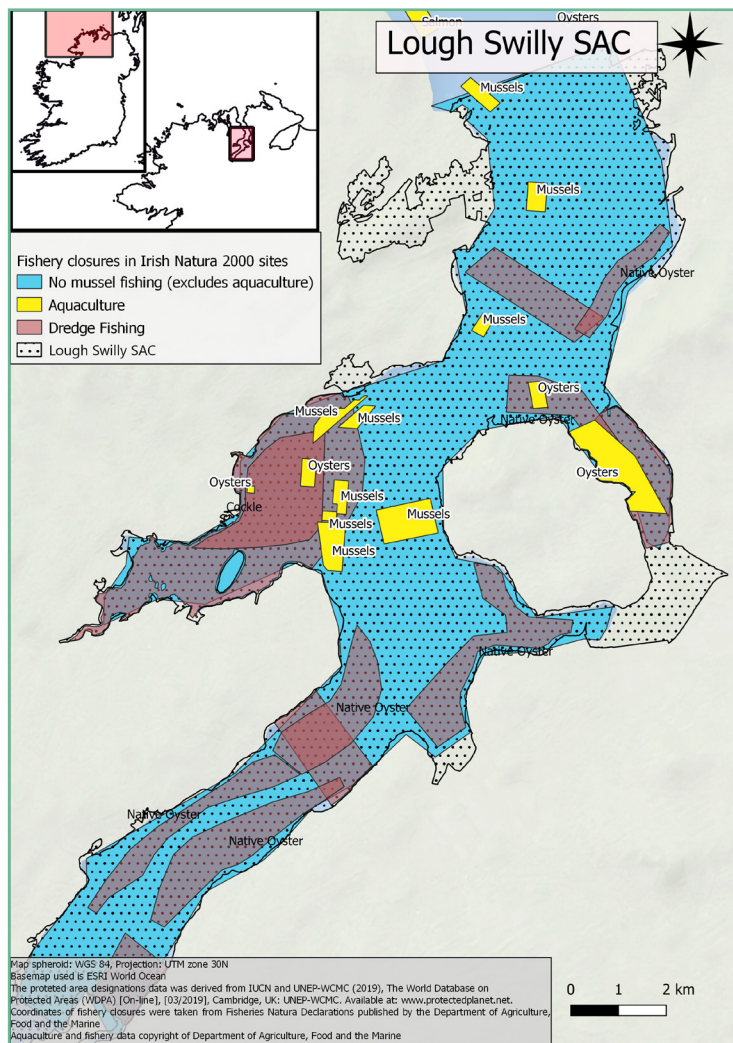 Salmon
Oysters
Lough Swilly SAC
Mussels
Mussels
Fishery closures in Irish Natura 2000 sites
No mussel fishing (excludes aquaculture)
Aquaculture
Dredge Fishing
Lough Swilly SAC
Native Oyster
Mussels
Oysters
Mussels
Mussels
Native Oyster
Oysters
Oysters
Oysters
Mussels
Cockle
Mussels
Mussels
Mussels
Native Oyster
Native Oyster
Native Oyster
Native Oyster
Map spheroid: WGS 84, Projection: UTM zone 30N
Basemap used is ESRI World Ocean
The proteted area designations data was derived from IUCN and UNEP-WCMC (2019), The World Database on
Protected Areas (WDPA) [On-line], [03/2019], Cambridge, UK: UNEP-WCMC. Available at: www.protectedplanet.net.
Coordinates of fishery closures were taken from Fisheries Natura Declarations published by the Department of Agriculture,
Food and the Marine
Aquaculture and fishery data copyright of Department of Agriculture, Food and the Marine
0 1 2 km